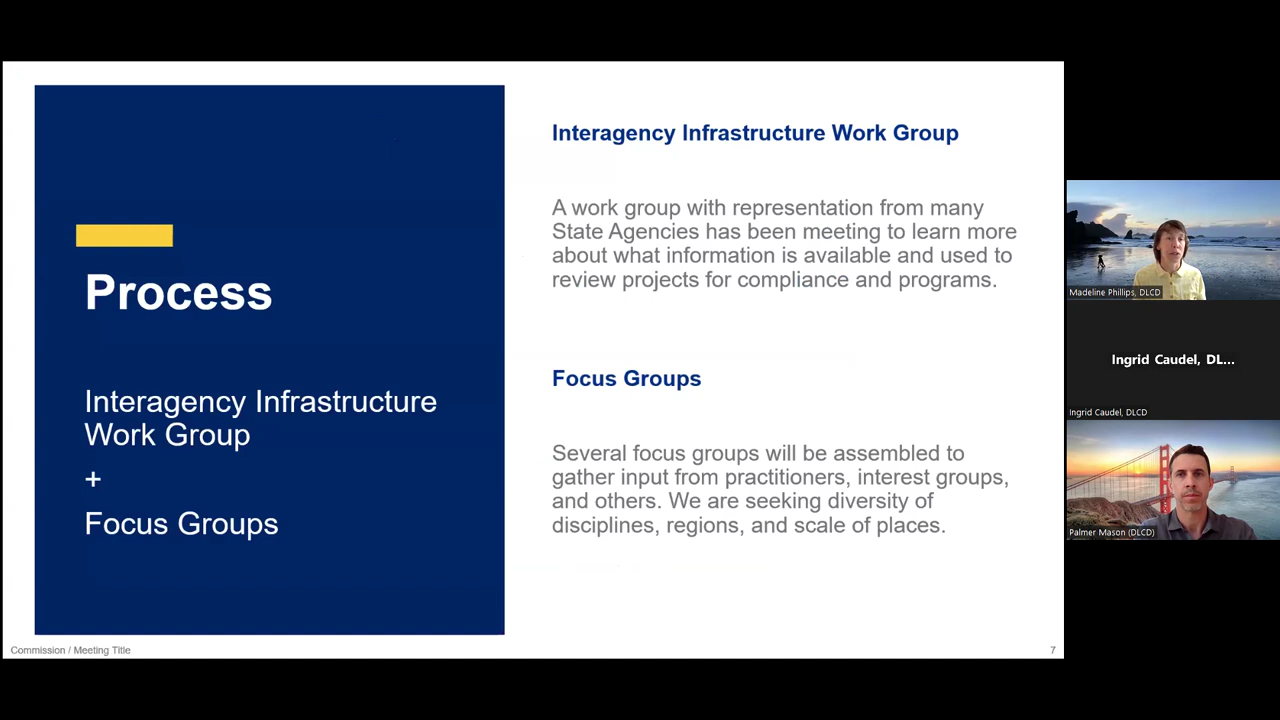 Process
Interagency Infrastructure
Work Group
+
Focus Groups
Interagency Infrastructure Work Group
A work group with representation from many
State Agencies has been meeting to learn more
about what information is available and used to
review projects for compliance and programs.
Focus Groups
Several focus groups will be assembled to
gather input from practitioners, interest groups,
and others. We are seeking diversity of
disciplines, regions, and scale of places.
Commission / Meeting Title
7
Madeline Phillips, DLCD
Ingrid Caudel, DL...
Ingrid Caudel, DLCD
Palmer Mason (DLCD)